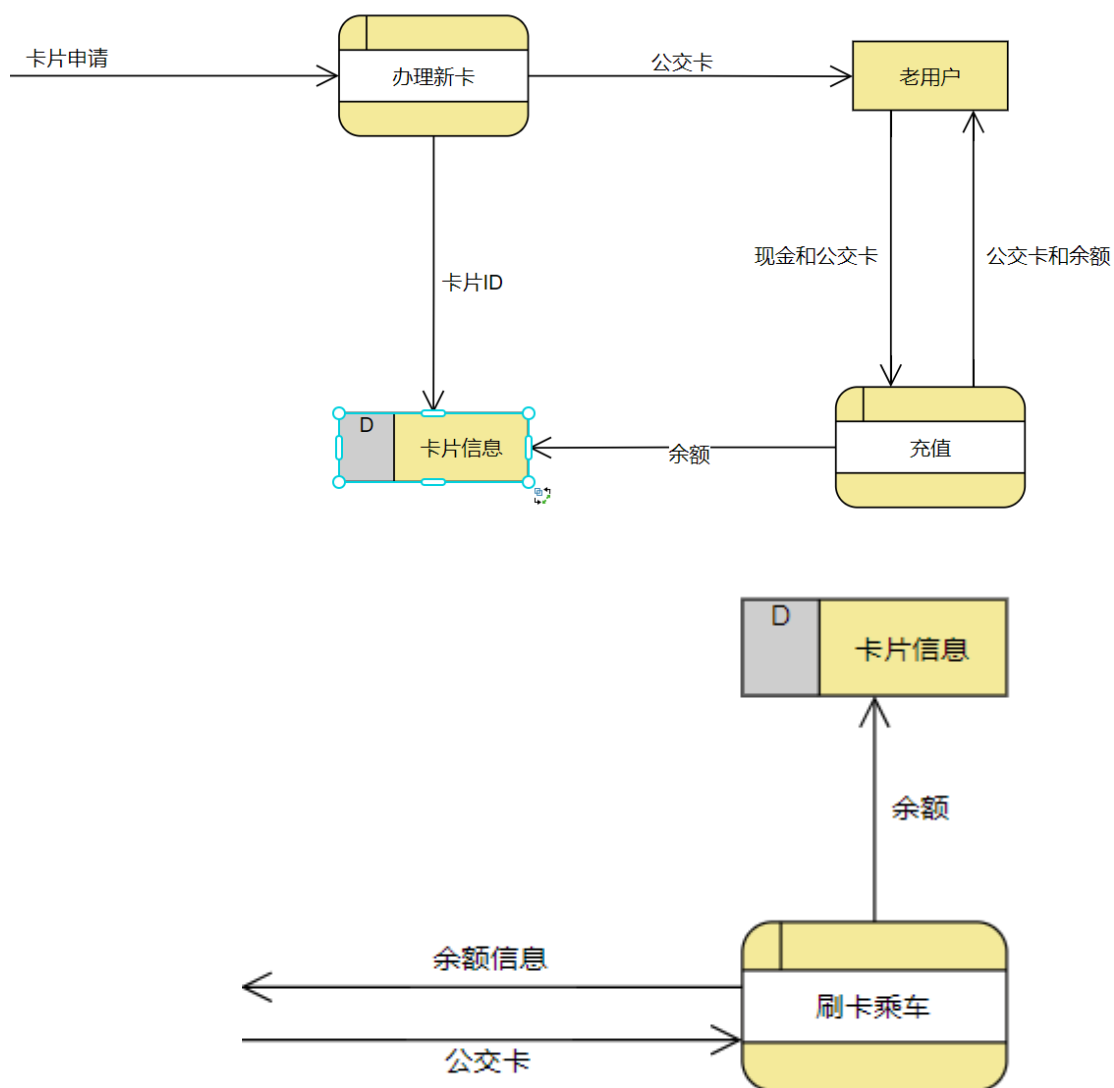 卡片申请
办理新卡
公交卡
老用户
现金和公交卡
公交卡和余额
卡片ID
D
卡片信息
余额
充值
D
卡片信息
余额
余额信息
刷卡乘车
公交卡